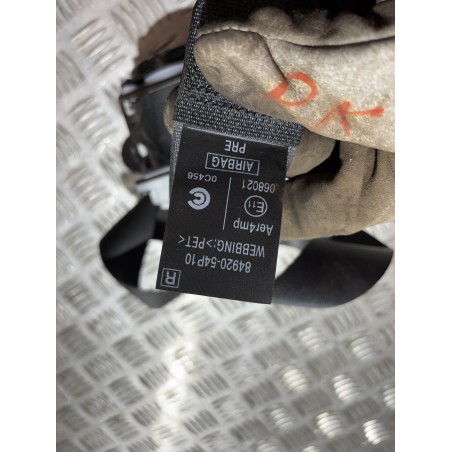 DK
R
84920-54P10
WEBBING:>PET<
Aer4mp
E11 C
068021 0C456
AIRBAG
PRE